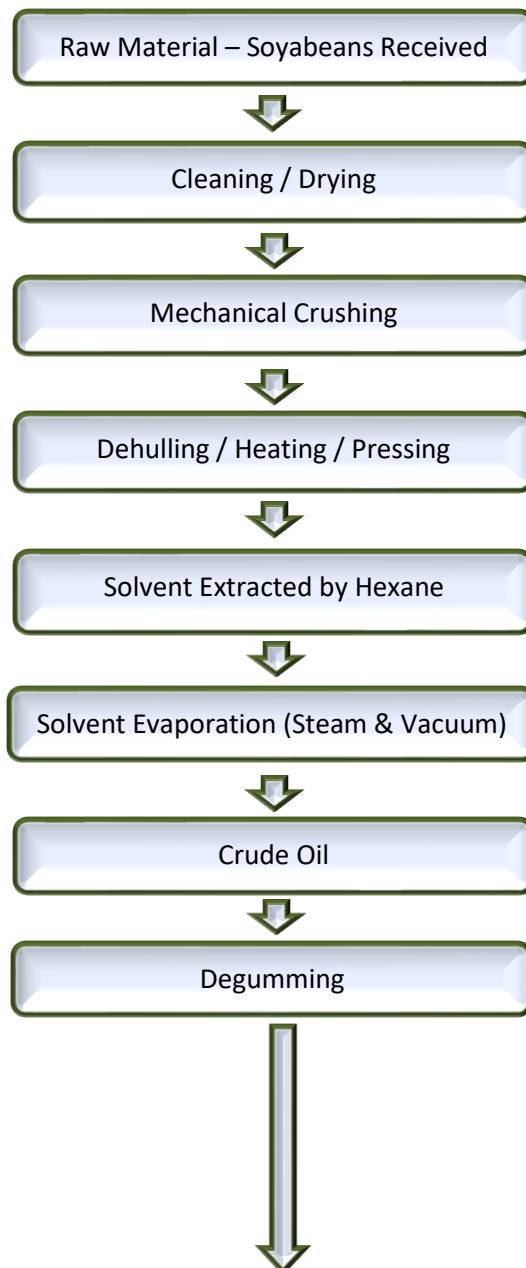 Raw Material – Soyabeans Received
Cleaning / Drying
Mechanical Crushing
Dehulling / Heating / Pressing
Solvent Extracted by Hexane
Solvent Evaporation (Steam & Vacuum)
Crude Oil
Degumming